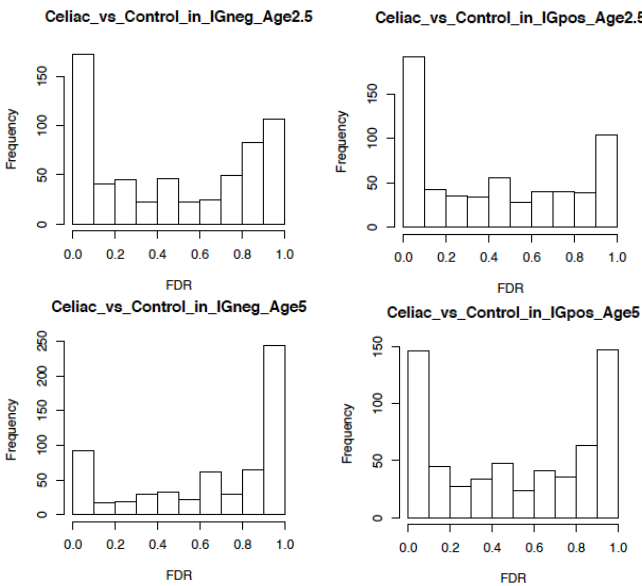 Celiac_vs_Control_in_IGneg_Age2.5
Frequency
150
100
50
0
0.0 0.2 0.4 0.6 0.8 1.0
FDR
Celiac_vs_Control_in_IGpos_Age2.5
Frequency
150
100
50
0
0.0 0.2 0.4 0.6 0.8 1.0
FDR
Celiac_vs_Control_in_IGneg_Age5
Frequency
250
200
150
100
50
0
0.0 0.2 0.4 0.6 0.8 1.0
FDR
Celiac_vs_Control_in_IGpos_Age5
Frequency
150
100
50
0
0.0 0.2 0.4 0.6 0.8 1.0
FDR